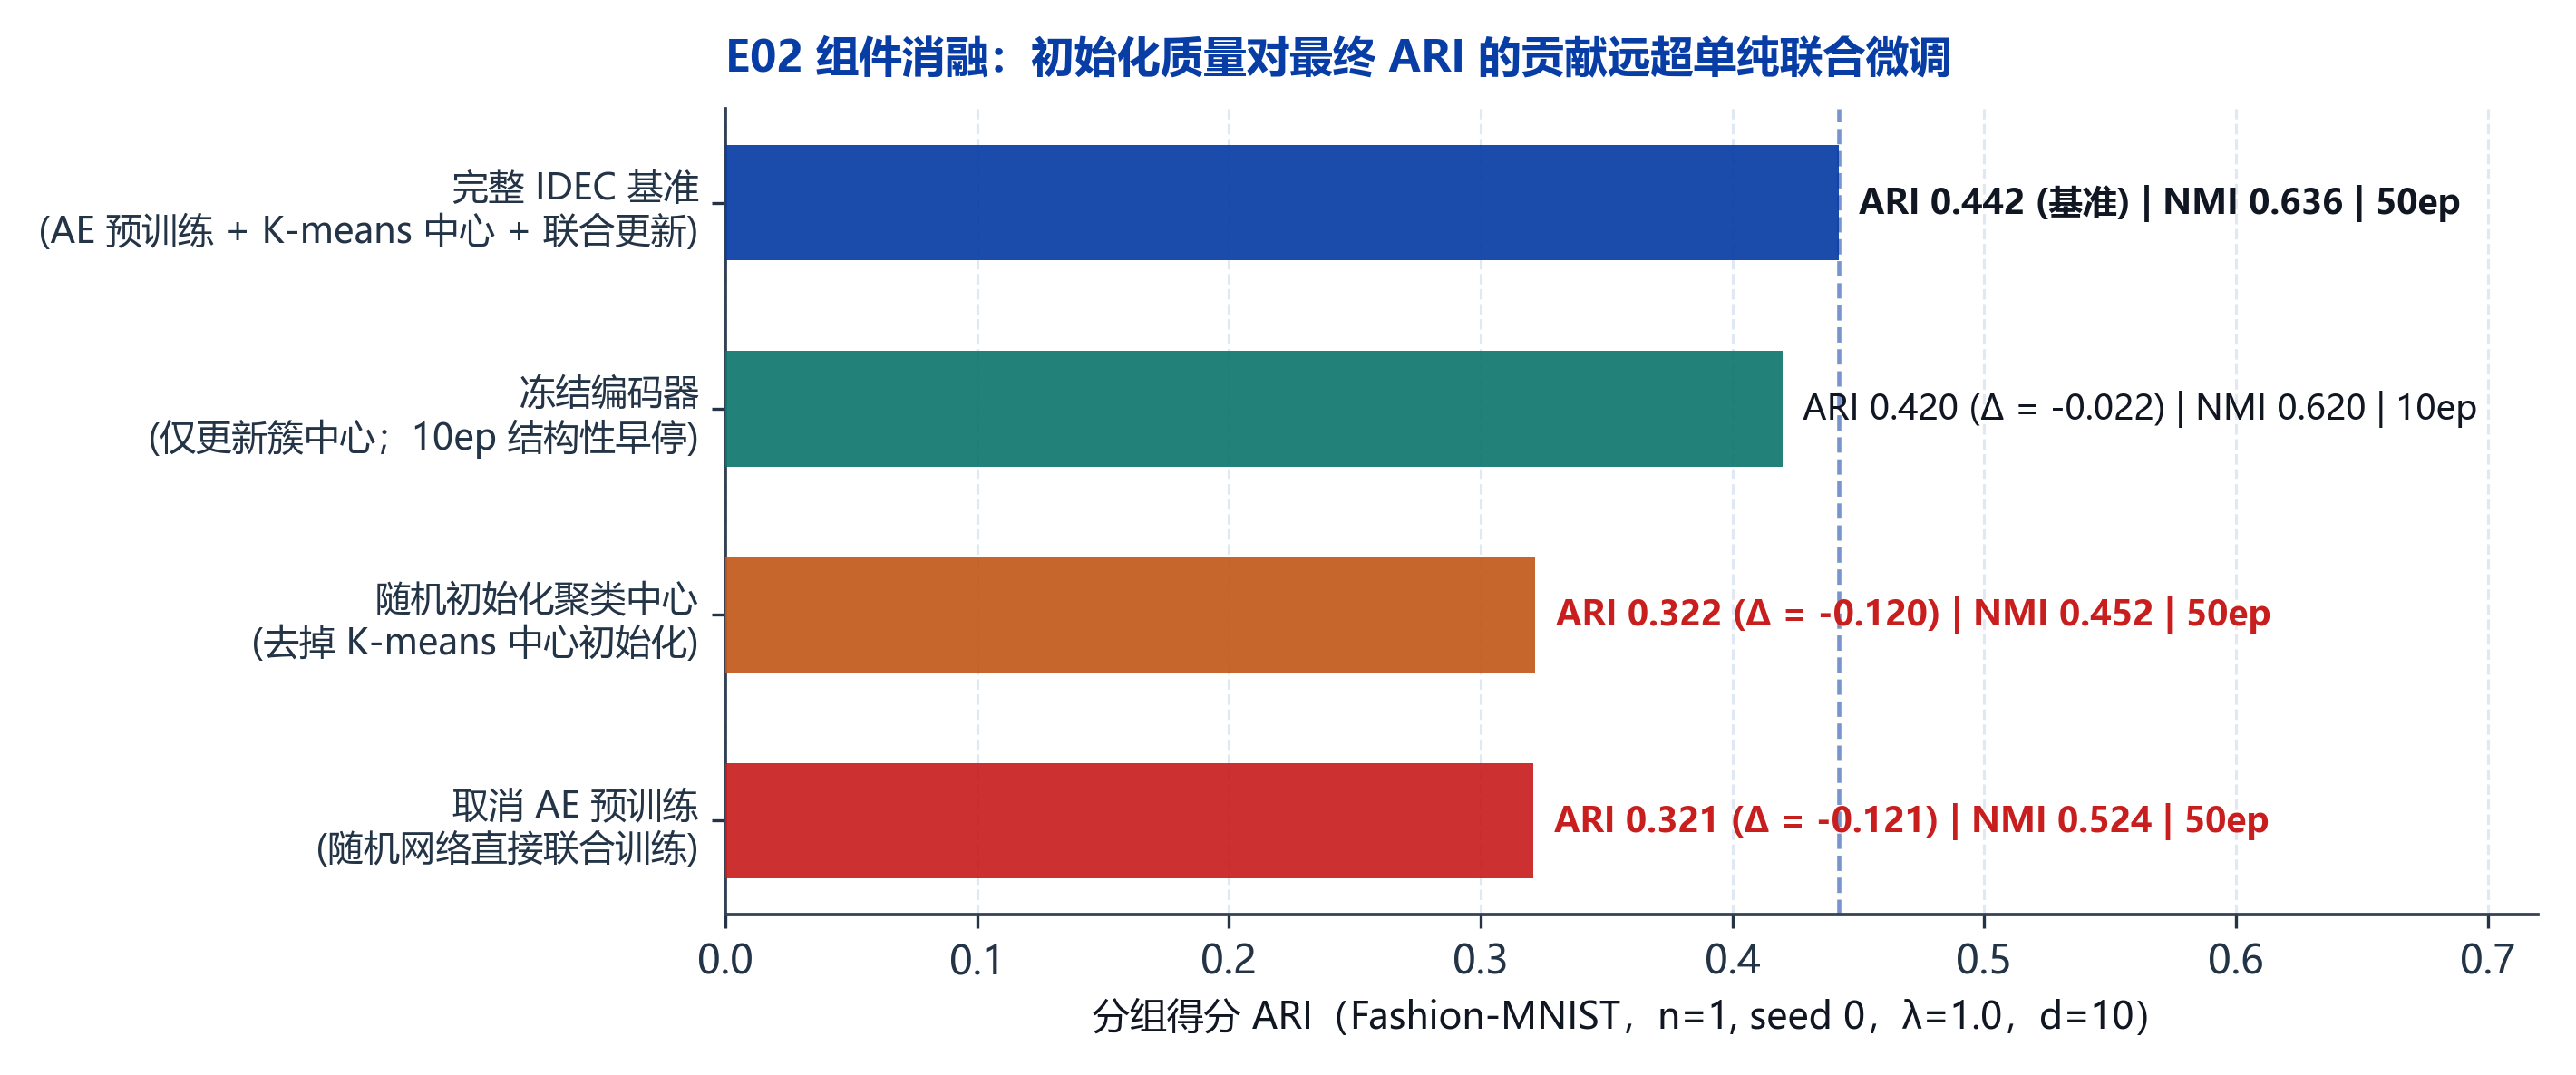 E02 组件消融：初始化质量对最终 ARI 的贡献远超单纯联合微调
完整 IDEC 基准
(AE 预训练 + K-means 中心 + 联合更新)
ARI 0.442 (基准) | NMI 0.636 | 50ep
冻结编码器
(仅更新簇中心；10ep 结构性早停)
ARI 0.420 (Δ = -0.022) | NMI 0.620 | 10ep
随机初始化聚类中心
(去掉 K-means 中心初始化)
ARI 0.322 (Δ = -0.120) | NMI 0.452 | 50ep
取消 AE 预训练
(随机网络直接联合训练)
ARI 0.321 (Δ = -0.121) | NMI 0.524 | 50ep
0.0 0.1 0.2 0.3 0.4 0.5 0.6 0.7
分组得分 ARI（Fashion-MNIST，n=1, seed 0，λ=1.0，d=10）